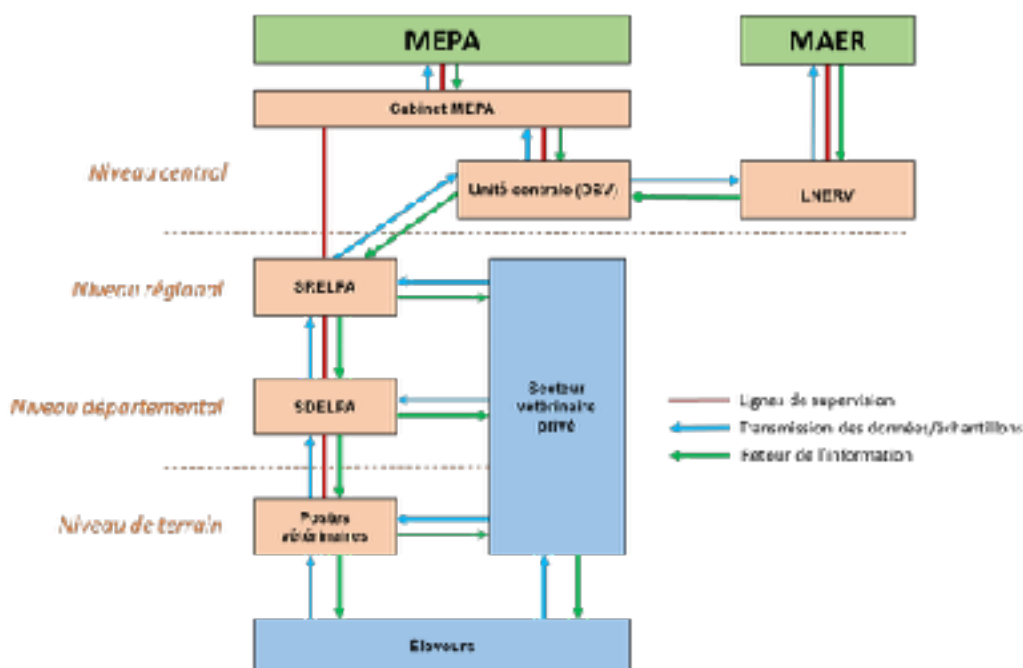 MEPA
MAER
Cabinet MEPA
Niveau central
Unité centrale (DSV)
LNERV
Niveau régional
SRELPA
Niveau départemental
SDELPA
Secteur
vétérinaire
privé
Lignes de supervision
Transmission des données/échantillons
Retour de l'information
Niveau de terrain
Postes
vétérinaires
Éleveurs